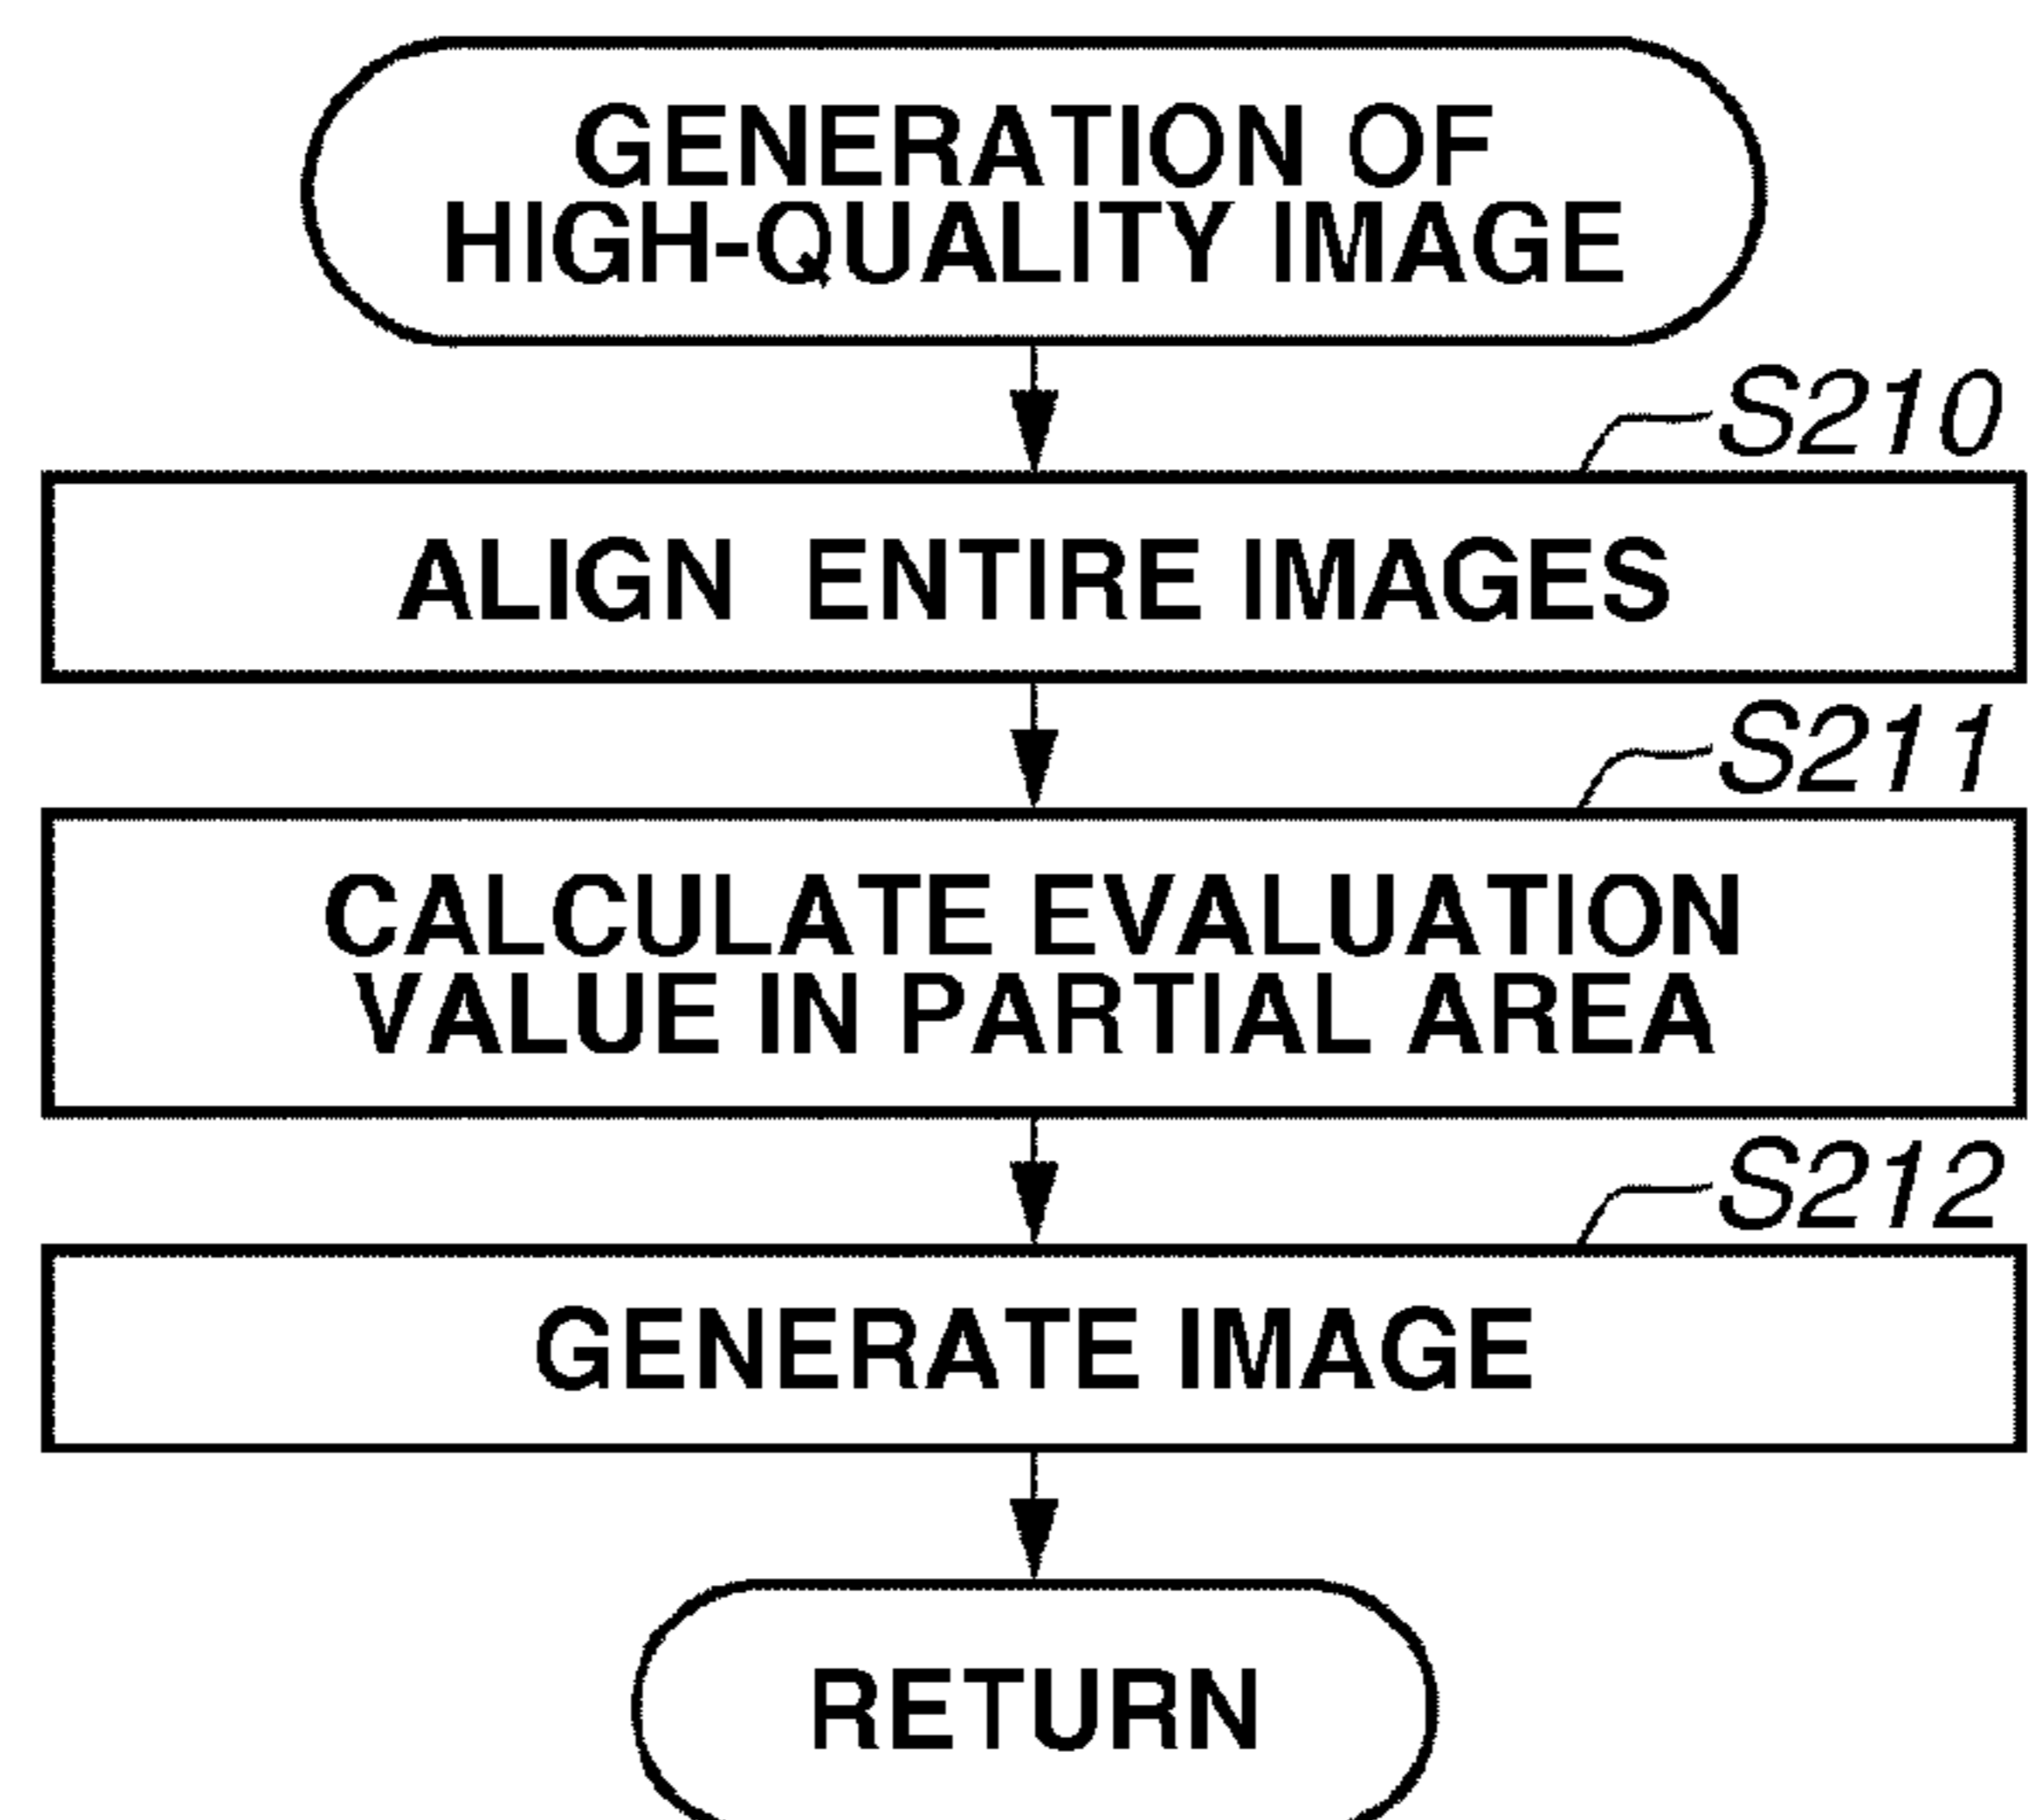 GENERATION OF
HIGH-QUALITY IMAGE
S210
ALIGN ENTIRE IMAGES
S211
CALCULATE EVALUATION
VALUE IN PARTIAL AREA
S212
GENERATE IMAGE
RETURN